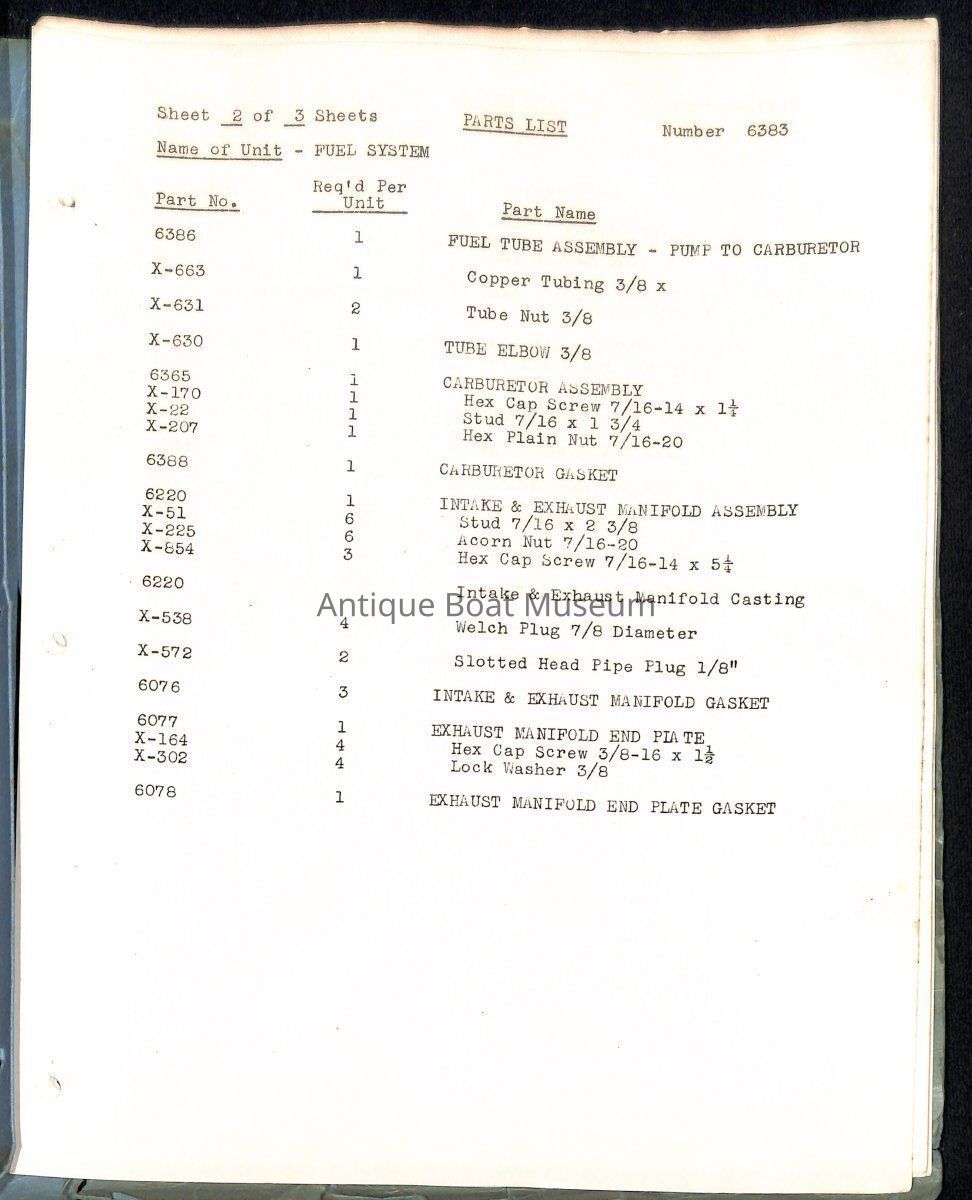 Sheet 2 of 3 Sheets PARTS LIST Number 6383
Name of Unit - FUEL SYSTEM
Part No. Req'd Per Unit Part Name
6386 1 FUEL TUBE ASSEMBLY - PUMP TO CARBURETOR
X-663 1 Copper Tubing 3/8 x
X-631 2 Tube Nut 3/8
X-630 1 TUBE ELBOW 3/8
6365 1 CARBURETOR ASSEMBLY
X-170 1 Hex Cap Screw 7/16-14 x 1¼
X-22 1 Stud 7/16 x 1 3/4
X-207 1 Hex Plain Nut 7/16-20
6388 1 CARBURETOR GASKET
6220 1 INTAKE & EXHAUST MANIFOLD ASSEMBLY
X-51 6 Stud 7/16 x 2 3/8
X-225 6 Acorn Nut 7/16-20
X-854 3 Hex Cap Screw 7/16-14 x 5¼
6220 Intake & Exhaust Manifold Casting
Antique Boat Museum
X-538 4 Welch Plug 7/8 Diameter
X-572 2 Slotted Head Pipe Plug 1/8"
6076 3 INTAKE & EXHAUST MANIFOLD GASKET
6077 1 EXHAUST MANIFOLD END PLATE
X-164 4 Hex Cap Screw 3/8-16 x 1½
X-302 4 Lock Washer 3/8
6078 1 EXHAUST MANIFOLD END PLATE GASKET